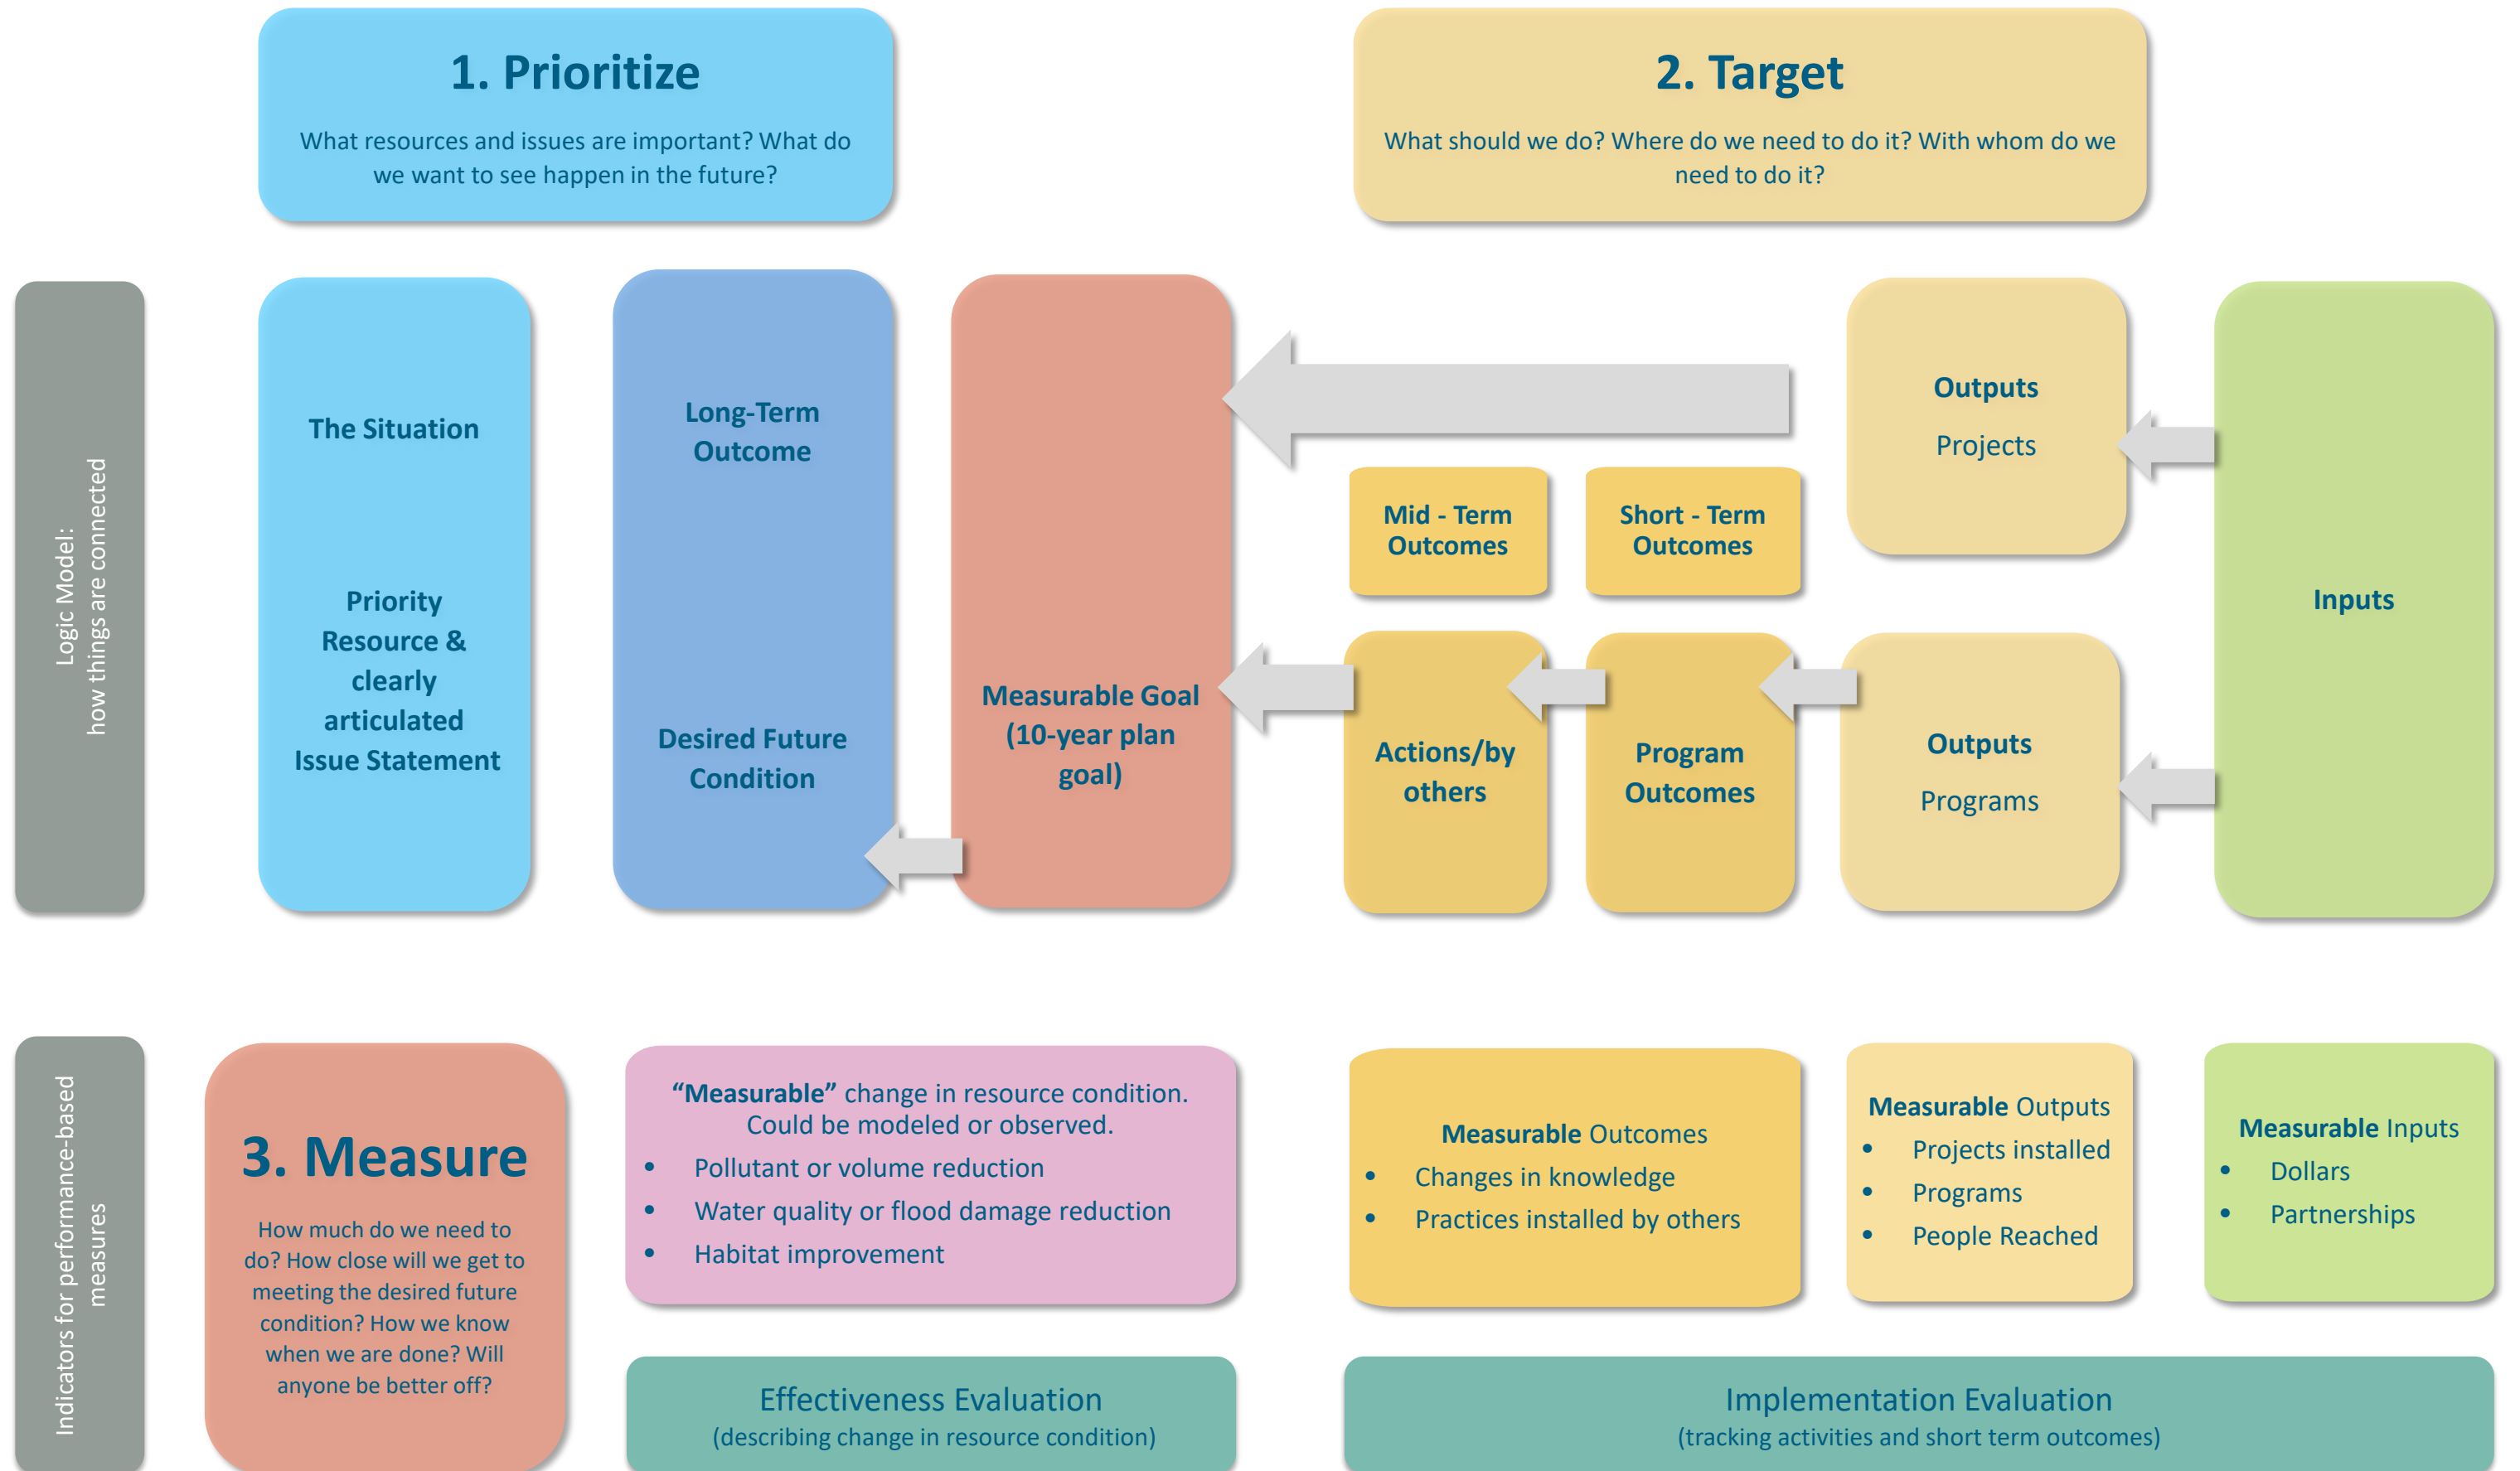 1. Prioritize
What resources and issues are important? What do
we want to see happen in the future?
2. Target
What should we do? Where do we need to do it? With whom do we
need to do it?
Logic Model:
how things are connected
The Situation
Priority
Resource &
clearly
articulated
Issue Statement
Long-Term
Outcome
Desired Future
Condition
Measurable Goal
(10-year plan
goal)
Mid - Term
Outcomes
Short - Term
Outcomes
Actions/by
others
Program
Outcomes
Outputs
Projects
Outputs
Programs
Inputs
Indicators for performance-based
measures
3. Measure
How much do we need to
do? How close will we get to
meeting the desired future
condition? How we know
when we are done? Will
anyone be better off?
“Measurable” change in resource condition.
Could be modeled or observed.
• Pollutant or volume reduction
• Water quality or flood damage reduction
• Habitat improvement
Measurable Outcomes
• Changes in knowledge
• Practices installed by others
Measurable Outputs
• Projects installed
• Programs
• People Reached
Measurable Inputs
• Dollars
• Partnerships
Effectiveness Evaluation
(describing change in resource condition)
Implementation Evaluation
(tracking activities and short term outcomes)